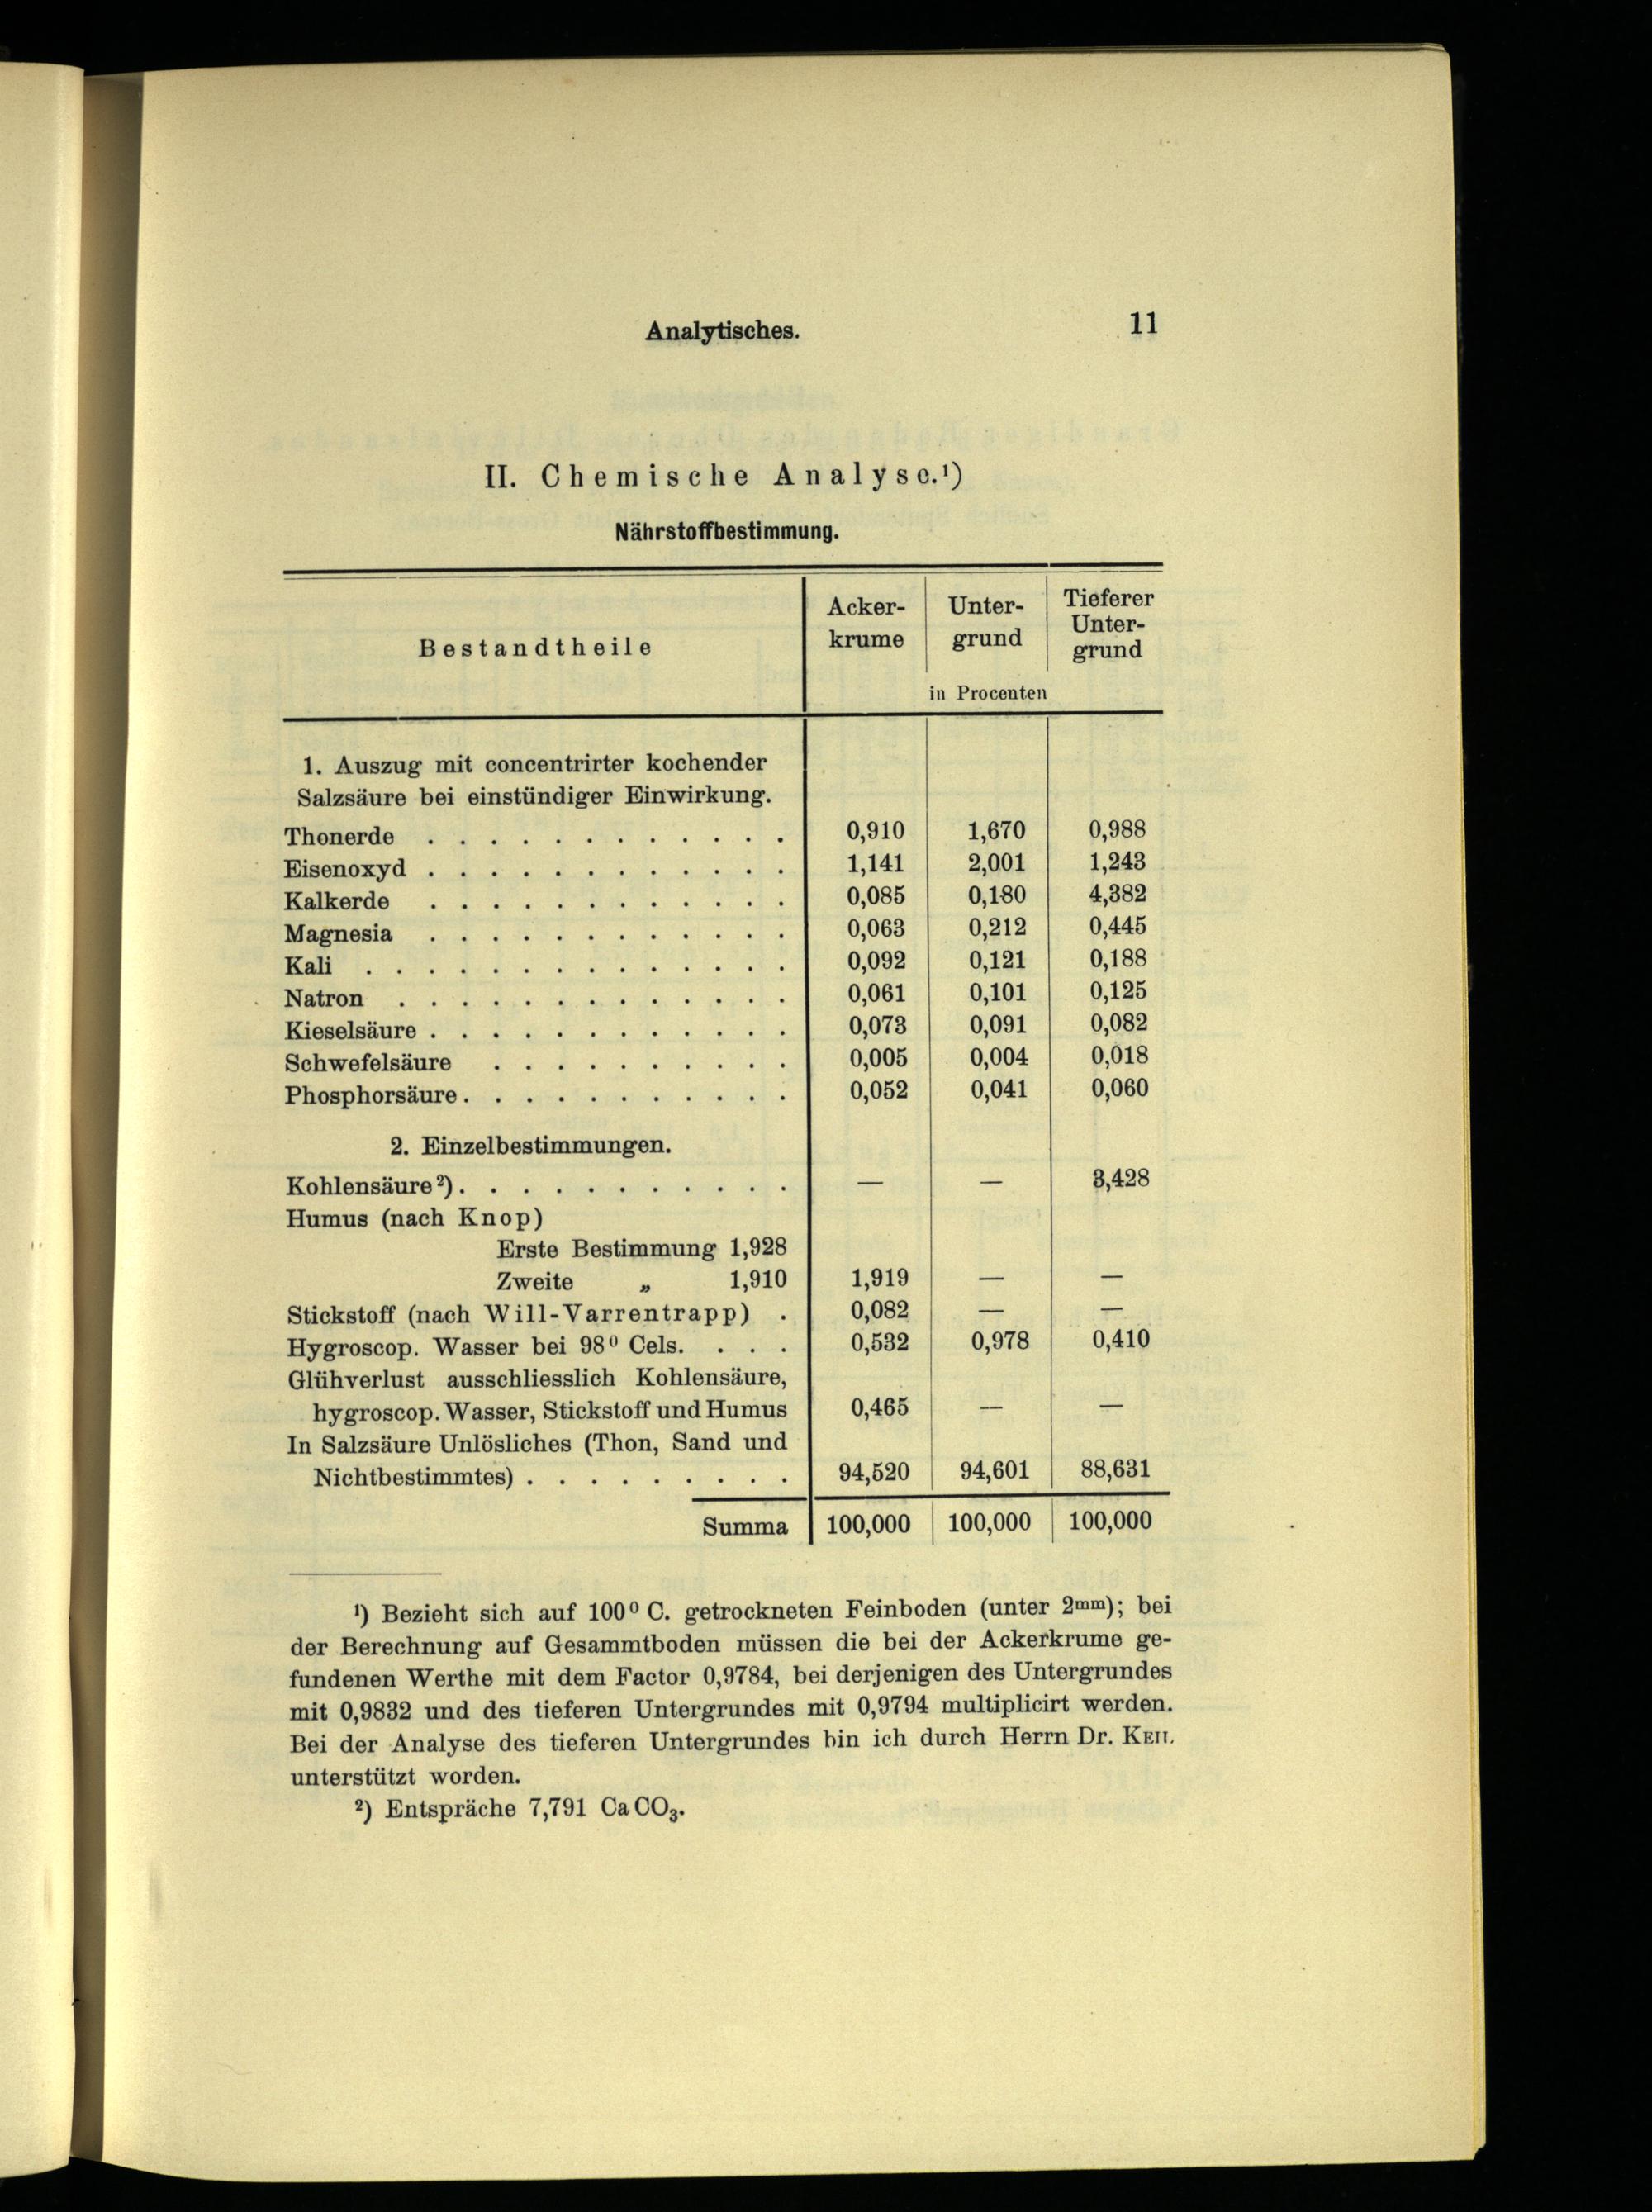 Analytisches. 11
II. Chemische Analyse.¹)
Nährstoffbestimmung.
Bestandtheile
Acker-
krume
Unter-
grund
Tieferer
Unter-
grund
in Procenten
1. Auszug mit concentrirter kochender
Salzsäure bei einstündiger Einwirkung.
Thonerde . . . . . . . . . . . . 0,910 1,670 0,988
Eisenoxyd . . . . . . . . . . . . 1,141 2,001 1,243
Kalkerde . . . . . . . . . . . . 0,085 0,180 4,382
Magnesia . . . . . . . . . . . . 0,063 0,212 0,445
Kali . . . . . . . . . . . . . . 0,092 0,121 0,188
Natron . . . . . . . . . . . . . 0,061 0,101 0,125
Kieselsäure . . . . . . . . . . . . 0,073 0,091 0,082
Schwefelsäure . . . . . . . . . . 0,005 0,004 0,018
Phosphorsäure . . . . . . . . . . . 0,052 0,041 0,060
2. Einzelbestimmungen.
Kohlensäure²) . . . . . . . . . . . — — 3,428
Humus (nach Knop)
Erste Bestimmung 1,928
Zweite „ 1,910 1,919 — —
Stickstoff (nach Will-Varrentrapp) . 0,082 — —
Hygroscop. Wasser bei 98⁰ Cels. . . . 0,532 0,978 0,410
Glühverlust ausschliesslich Kohlensäure,
hygroscop. Wasser, Stickstoff und Humus 0,465 — —
In Salzsäure Unlösliches (Thon, Sand und
Nichtbestimmtes) . . . . . . . . . 94,520 94,601 88,631
Summa 100,000 100,000 100,000
¹) Bezieht sich auf 100⁰ C. getrockneten Feinboden (unter 2mm); bei
der Berechnung auf Gesammtboden müssen die bei der Ackerkrume ge-
fundenen Werthe mit dem Factor 0,9784, bei derjenigen des Untergrundes
mit 0,9832 und des tieferen Untergrundes mit 0,9794 multiplicirt werden.
Bei der Analyse des tieferen Untergrundes bin ich durch Herrn Dr. KEIL
unterstützt worden.
²) Entspräche 7,791 CaCO₃.